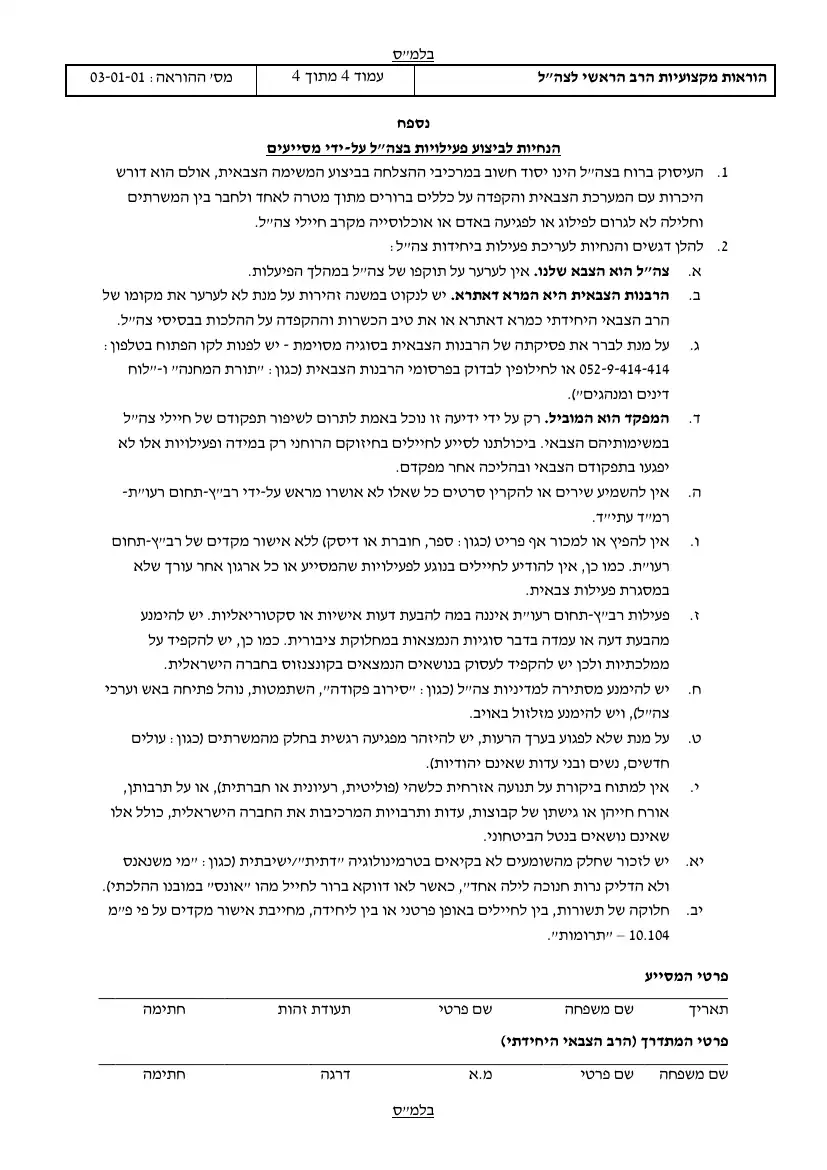 בלמ״ס
הוראות מקצועיות הרב הראשי לצה״ל עמוד 4 מתוך 4 מס׳ ההוראה: 03-01-01
נספח
הנחיות לביצוע פעילויות בצה״ל על-ידי מסייעים
1. העיסוק ברוח בצה״ל הינו יסוד חשוב במרכיבי ההצלחה בביצוע המשימה הצבאית, אולם הוא דורש
היכרות עם המערכת הצבאית והקפדה על כללים ברורים מתוך מטרה לאחד ולחבר בין המשרתים
וחלילה לא לגרום לפילוג או לפגיעה באדם או אוכלוסייה מקרב חיילי צה״ל.
2. להלן דגשים והנחיות לעריכת פעילות ביחידות צה״ל:
א. צה״ל הוא הצבא שלנו. אין לערער על תוקפו של צה״ל במהלך הפיעלות.
ב. הרבנות הצבאית היא המרא דאתרא. יש לנקוט במשנה זהירות על מנת לא לערער את מקומו של
הרב הצבאי היחידתי כמרא דאתרא או את טיב הכשרות וההקפדה על ההלכות בבסיסי צה״ל.
ג. על מנת לברר את פסיקתה של הרבנות הצבאית בסוגיה מסוימת - יש לפנות לקו הפתוח בטלפון:
052-9-414-414 או לחילופין לבדוק בפרסומי הרבנות הצבאית (כגון: ״תורת המחנה״ ו-״לוח
דינים ומנהגים״).
ד. המפקד הוא המוביל. רק על ידי ידיעה זו נוכל באמת לתרום לשיפור תפקודם של חיילי צה״ל
במשימותיהם הצבאי. ביכולתנו לסייע לחיילים בחיזוקם הרוחני רק במידה ופעילויות אלו לא
יפגעו בתפקודם הצבאי ובהליכה אחר מפקדם.
ה. אין להשמיע שירים או להקרין סרטים כל שאלו לא אושרו מראש על-ידי רב״ץ-תחום רעו״ת-
רמ״ד עתי״ד.
ו. אין להפיץ או למכור אף פריט (כגון: ספר, חוברת או דיסק) ללא אישור מקדים של רב״ץ-תחום
רעו״ת. כמו כן, אין להודיע לחיילים בנוגע לפעילויות שהמסייע או כל ארגון אחר עורך שלא
במסגרת פעילות צבאית.
ז. פעילות רב״ץ-תחום רעו״ת איננה במה להבעת דעות אישיות או סקטוריאליות. יש להימנע
מהבעת דעה או עמדה בדבר סוגיות הנמצאות במחלוקת ציבורית. כמו כן, יש להקפיד על
ממלכתיות ולכן יש להקפיד לעסוק בנושאים הנמצאים בקונצנזוס בחברה הישראלית.
ח. יש להימנע מסתירה למדיניות צה״ל (כגון: ״סירוב פקודה״, השתמטות, נוהל פתיחה באש וערכי
צה״ל), ויש להימנע מזלזול באויב.
ט. על מנת שלא לפגוע בערך הרעות, יש להיזהר מפגיעה רגשית בחלק מהמשרתים (כגון: עולים
חדשים, נשים ובני עדות שאינם יהודיות).
י. אין למתוח ביקורת על תנועה אזרחית כלשהי (פוליטית, רעיונית או חברתית), או על תרבותן,
אורח חייהן או גישתן של קבוצות, עדות ותרבויות המרכיבות את החברה הישראלית, כולל אלו
שאינם נושאים בנטל הביטחוני.
יא. יש לזכור שחלק מהשומעים לא בקיאים בטרמינולוגיה ״דתית״/ישיבתית (כגון: ״מי משנאנס
ולא הדליק נרות חנוכה לילה אחד״, כאשר לאו דווקא ברור לחייל מהו ״אונס״ במובנו ההלכתי).
יב. חלוקה של תשורות, בין לחיילים באופן פרטני או בין ליחידה, מחייבת אישור מקדים על פי פ״מ
10.104 – ״תרומות״.
פרטי המסייע
תאריך שם משפחה שם פרטי תעודת זהות חתימה
פרטי המתדרך (הרב הצבאי היחידתי)
שם משפחה שם פרטי מ.א דרגה חתימה
בלמ״ס